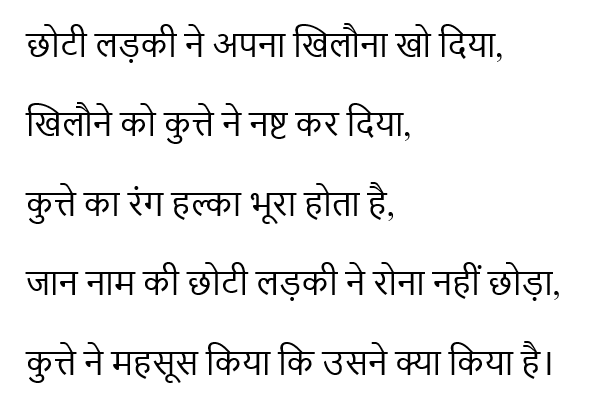 छोटी लड़की ने अपना खिलौना खो दिया,
खिलौने को कुत्ते ने नष्ट कर दिया,
कुत्ते का रंग हल्का भूरा होता है,
जान नाम की छोटी लड़की ने रोना नहीं छोड़ा,
कुत्ते ने महसूस किया कि उसने क्या किया है।